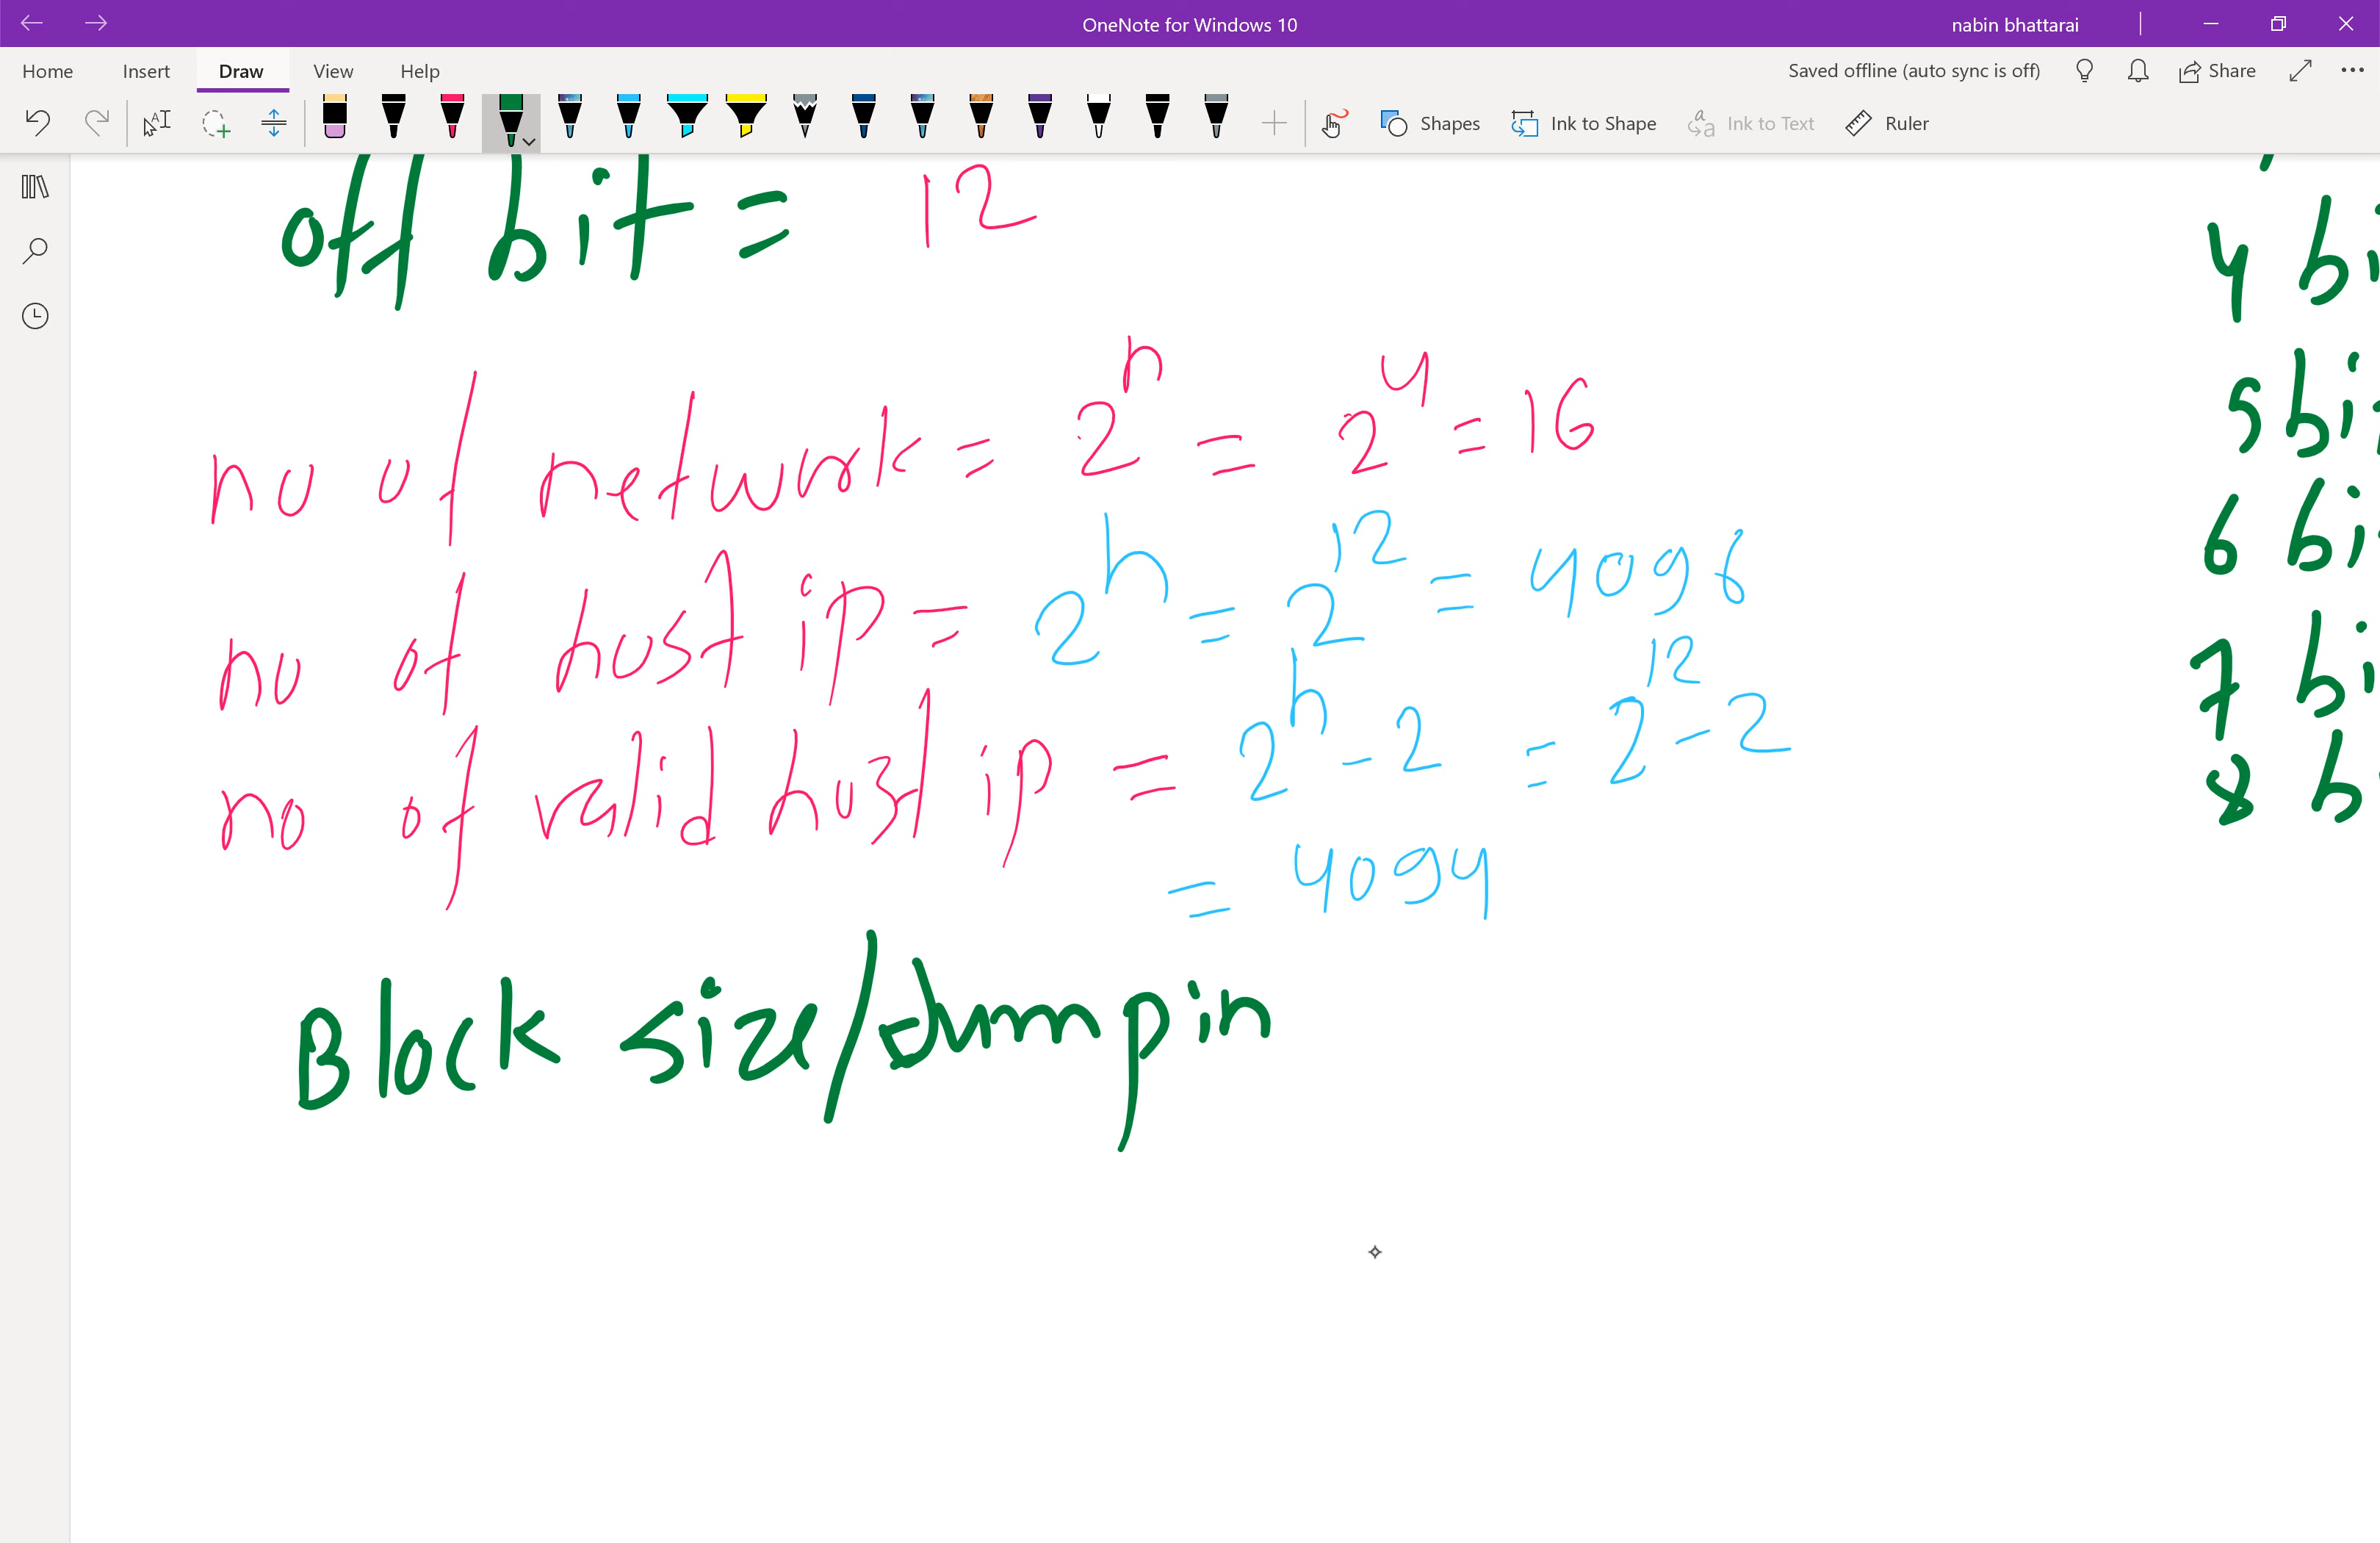 OneNote for Windows 10
nabin bhattarai
Home Insert Draw View Help
Saved offline (auto sync is off) Share
Shapes Ink to Shape Ink to Text Ruler
off bit = 12
no of network = 2^n = 2^4 = 16
no of host ip = 2^h = 2^12 = 4096
no of valid host ip = 2^h - 2 = 2^12 - 2
= 4094
Block size/Jumpin
4 bi
5 bi
6 bi
7 bi
8 b